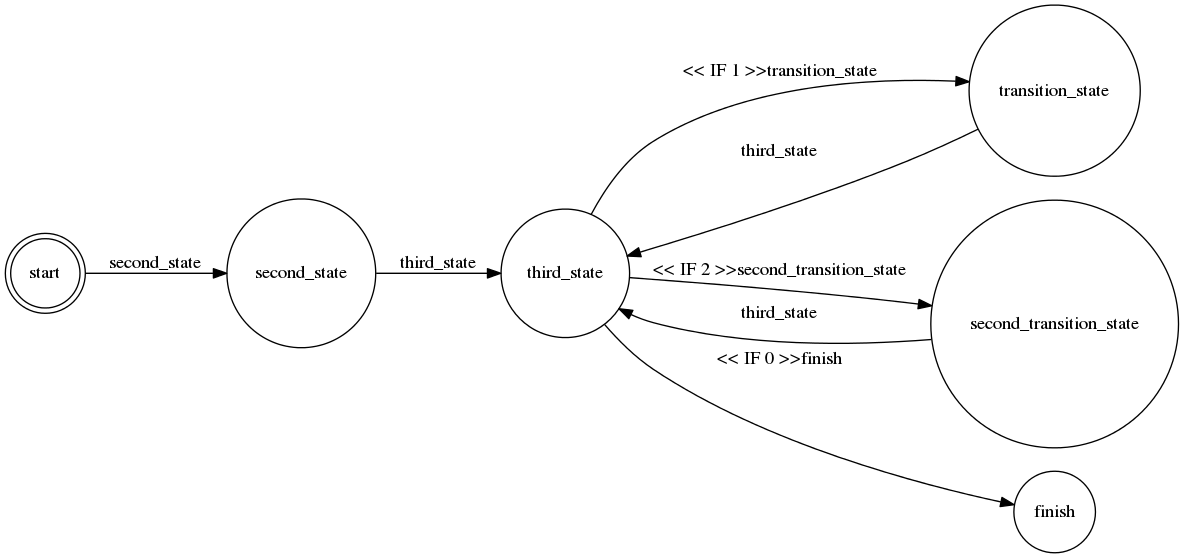 << IF 1 >>transition_state
transition_state
third_state
start
second_state
second_state
third_state
third_state
<< IF 2 >>second_transition_state
third_state
second_transition_state
<< IF 0 >>finish
finish